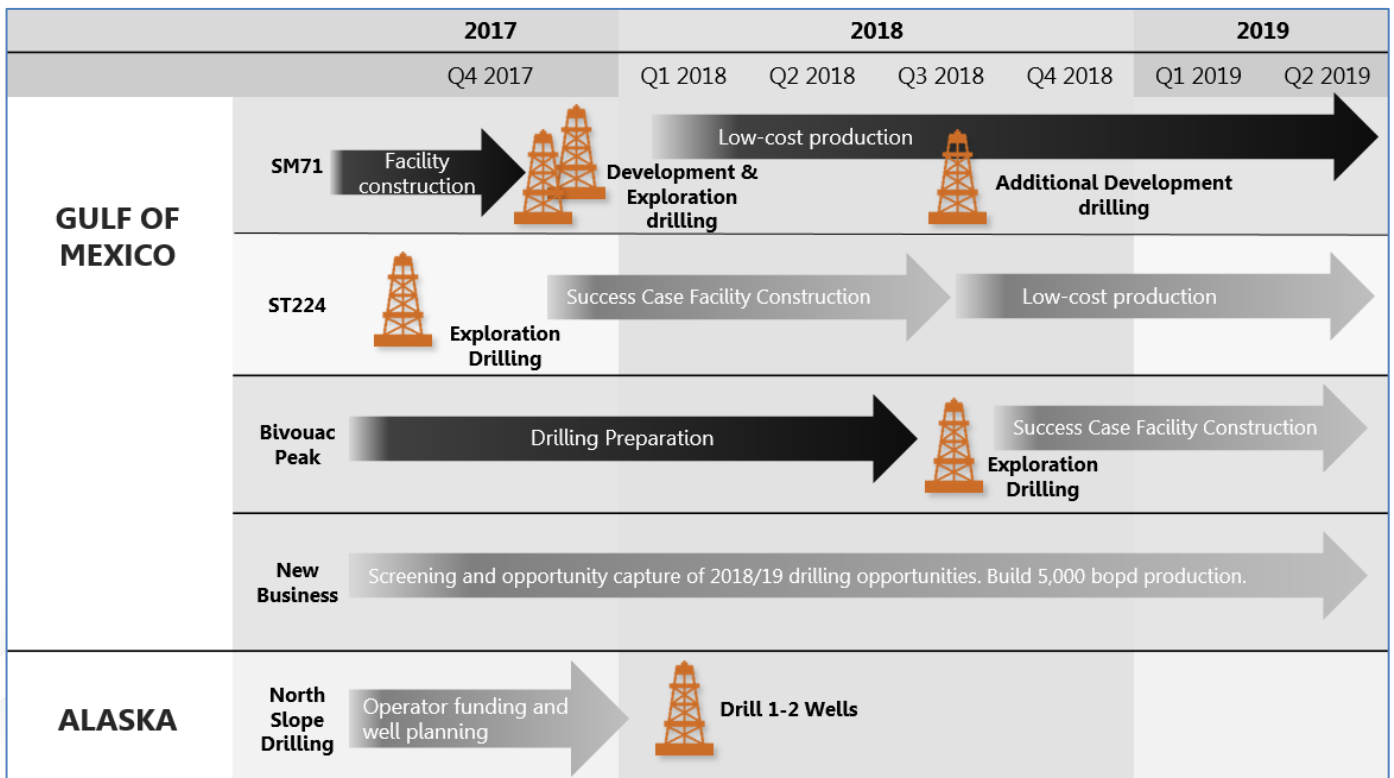 2017
2018
2019
Q4 2017
Q1 2018
Q2 2018
Q3 2018
Q4 2018
Q1 2019
Q2 2019
GULF OF
MEXICO
SM71
Facility
construction
Development &
Exploration
drilling
Low-cost production
Additional Development
drilling
ST224
Exploration
Drilling
Success Case Facility Construction
Low-cost production
Bivouac
Peak
Drilling Preparation
Exploration
Drilling
Success Case Facility Construction
New
Business
Screening and opportunity capture of 2018/19 drilling opportunities. Build 5,000 bopd production.
ALASKA
North
Slope
Drilling
Operator funding and
well planning
Drill 1-2 Wells